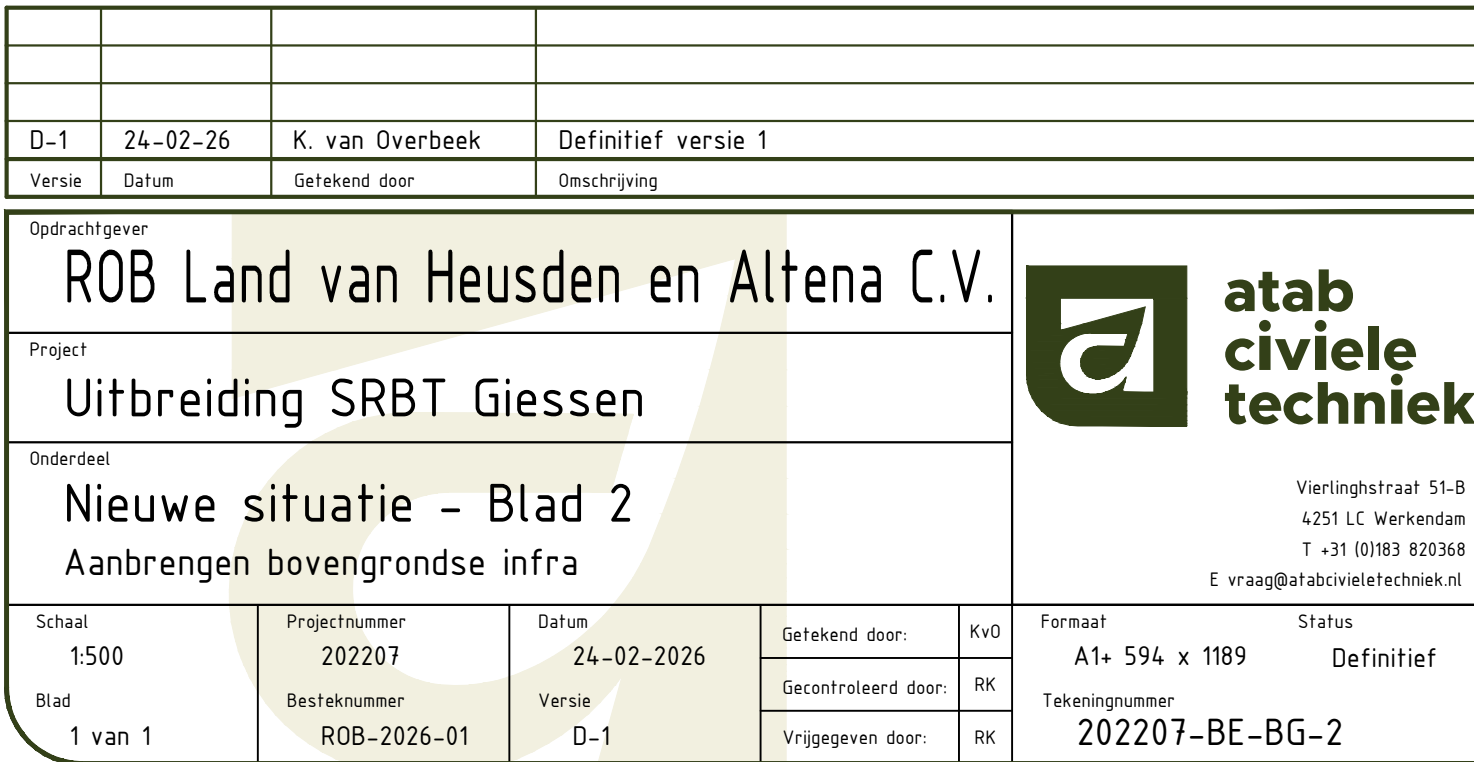 D-1 24-02-26 K. van Overbeek Definitief versie 1
Versie Datum Getekend door Omschrijving
Opdrachtgever
ROB Land van Heusden en Altena C.V.
Project
Uitbreiding SRBT Giessen
Onderdeel
Nieuwe situatie - Blad 2
Aanbrengen bovengrondse infra
atab
civiele
techniek
Vierlinghstraat 51-B
4251 LC Werkendam
T +31 (0)183 820368
E vraag@atabcivieletechniek.nl
Schaal
1:500
Projectnummer
202207
Datum
24-02-2026
Blad
1 van 1
Besteknummer
ROB-2026-01
Versie
D-1
Getekend door: KvO
Gecontroleerd door: RK
Vrijgegeven door: RK
Formaat
A1+ 594 x 1189
Status
Definitief
Tekeningnummer
202207-BE-BG-2